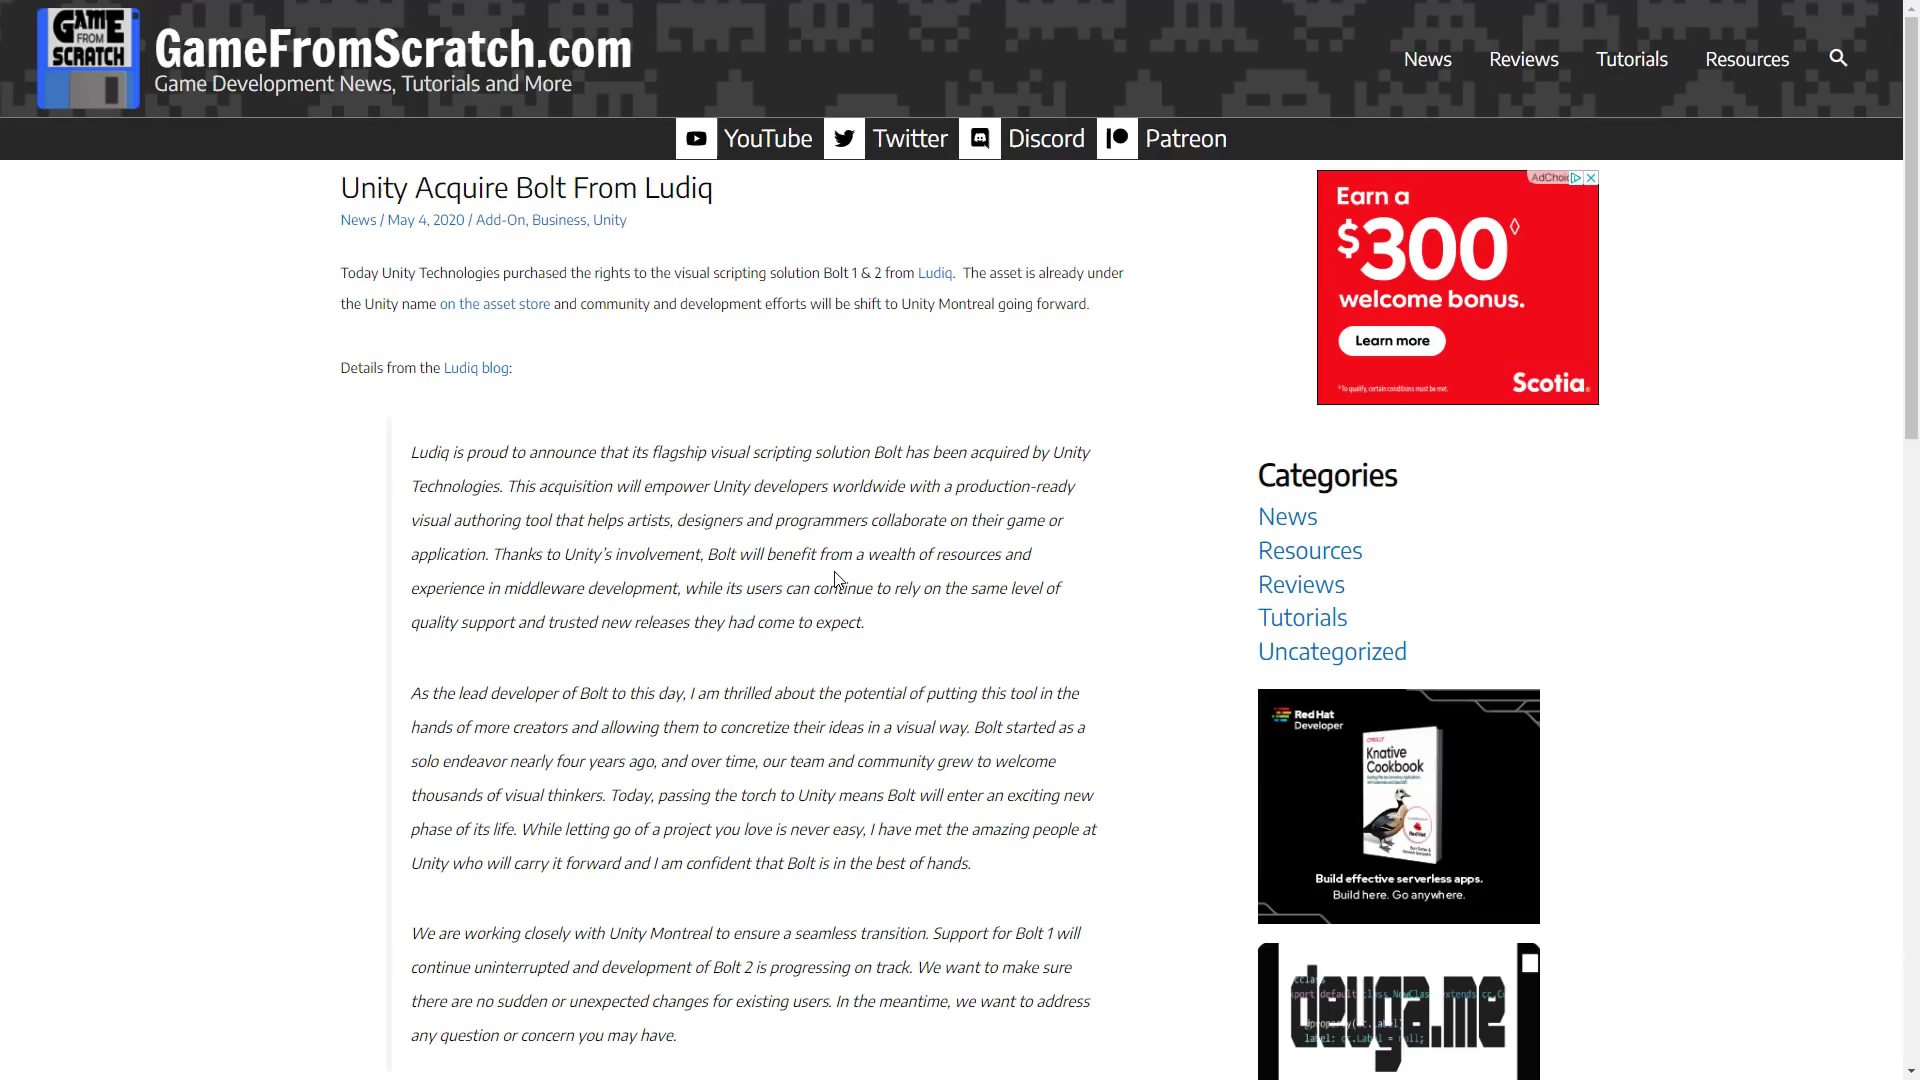 GAME
FROM
SCRATCH
GameFromScratch.com
Game Development News, Tutorials and More
News
Reviews
Tutorials
Resources
YouTube
Twitter
Discord
Patreon
Unity Acquire Bolt From Ludiq
News / May 4, 2020 / Add-On, Business, Unity
Today Unity Technologies purchased the rights to the visual scripting solution Bolt 1 & 2 from Ludiq.  The asset is already under
the Unity name on the asset store and community and development efforts will be shift to Unity Montreal going forward.
Details from the Ludiq blog:
Ludiq is proud to announce that its flagship visual scripting solution Bolt has been acquired by Unity
Technologies. This acquisition will empower Unity developers worldwide with a production-ready
visual authoring tool that helps artists, designers and programmers collaborate on their game or
application. Thanks to Unity’s involvement, Bolt will benefit from a wealth of resources and
experience in middleware development, while its users can continue to rely on the same level of
quality support and trusted new releases they had come to expect.
As the lead developer of Bolt to this day, I am thrilled about the potential of putting this tool in the
hands of more creators and allowing them to concretize their ideas in a visual way. Bolt started as a
solo endeavor nearly four years ago, and over time, our team and community grew to welcome
thousands of visual thinkers. Today, passing the torch to Unity means Bolt will enter an exciting new
phase of its life. While letting go of a project you love is never easy, I have met the amazing people at
Unity who will carry it forward and I am confident that Bolt is in the best of hands.
We are working closely with Unity Montreal to ensure a seamless transition. Support for Bolt 1 will
continue uninterrupted and development of Bolt 2 is progressing on track. We want to make sure
there are no sudden or unexpected changes for existing users. In the meantime, we want to address
any question or concern you may have.
AdChoi
Earn a
$300◊
welcome bonus.
Learn more
◊To qualify, certain conditions must be met.
Scotia
Categories
News
Resources
Reviews
Tutorials
Uncategorized
Red Hat
Developer
O'REILLY
Knative
Cookbook
Red Hat
Build effective serverless apps.
Build here. Go anywhere.
devga.me